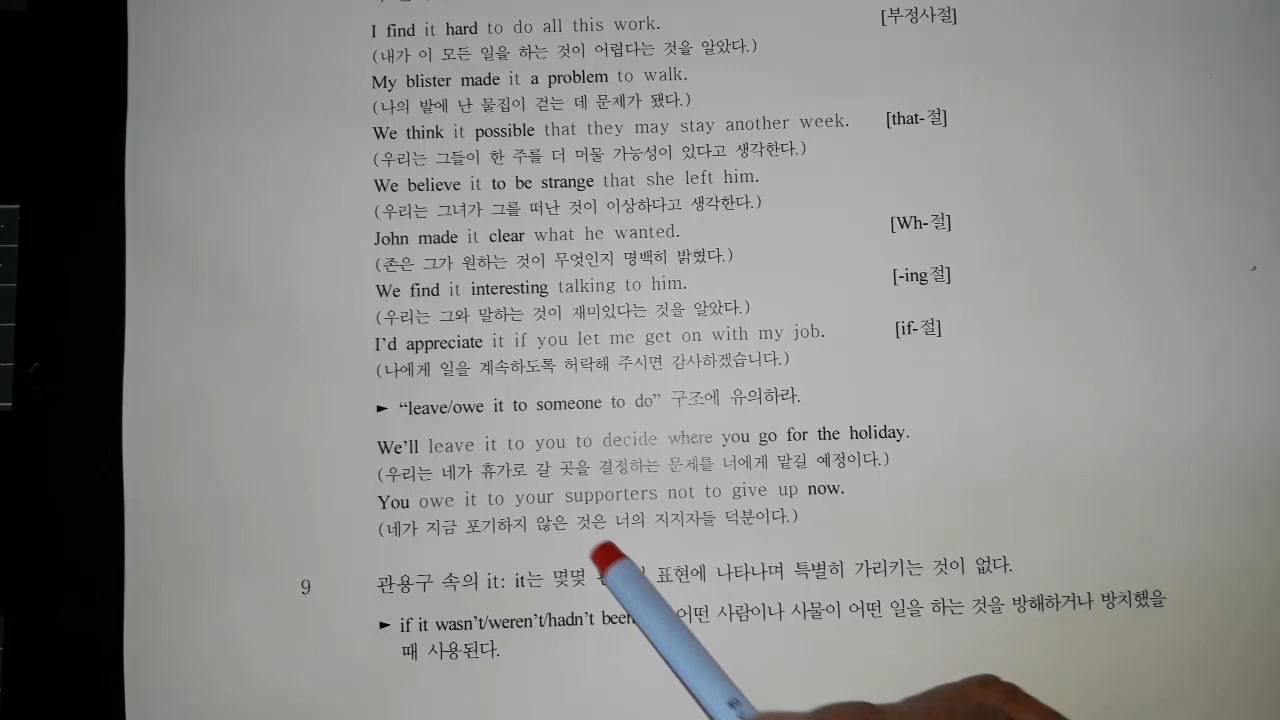 I find it hard to do all this work. [부정사절]
(내가 이 모든 일을 하는 것이 어렵다는 것을 알았다.)
My blister made it a problem to walk.
(나의 발에 난 물집이 걷는 데 문제가 됐다.)
We think it possible that they may stay another week. [that-절]
(우리는 그들이 한 주를 더 머물 가능성이 있다고 생각한다.)
We believe it to be strange that she left him.
(우리는 그녀가 그를 떠난 것이 이상하다고 생각한다.)
John made it clear what he wanted. [Wh-절]
(존은 그가 원하는 것이 무엇인지 명백히 밝혔다.)
We find it interesting talking to him. [-ing절]
(우리는 그와 말하는 것이 재미있다는 것을 알았다.)
I'd appreciate it if you let me get on with my job. [if-절]
(나에게 일을 계속하도록 허락해 주시면 감사하겠습니다.)
► “leave/owe it to someone to do” 구조에 유의하라.
We'll leave it to you to decide where you go for the holiday.
(우리는 네가 휴가로 갈 곳을 결정하는 문제를 너에게 맡길 예정이다.)
You owe it to your supporters not to give up now.
(네가 지금 포기하지 않은 것은 너의 지지자들 덕분이다.)
9 관용구 속의 it: it는 몇몇 표현에 나타나며 특별히 가리키는 것이 없다.
► if it wasn't/weren't/hadn't been 어떤 사람이나 사물이 어떤 일을 하는 것을 방해하거나 방치했을
때 사용된다.